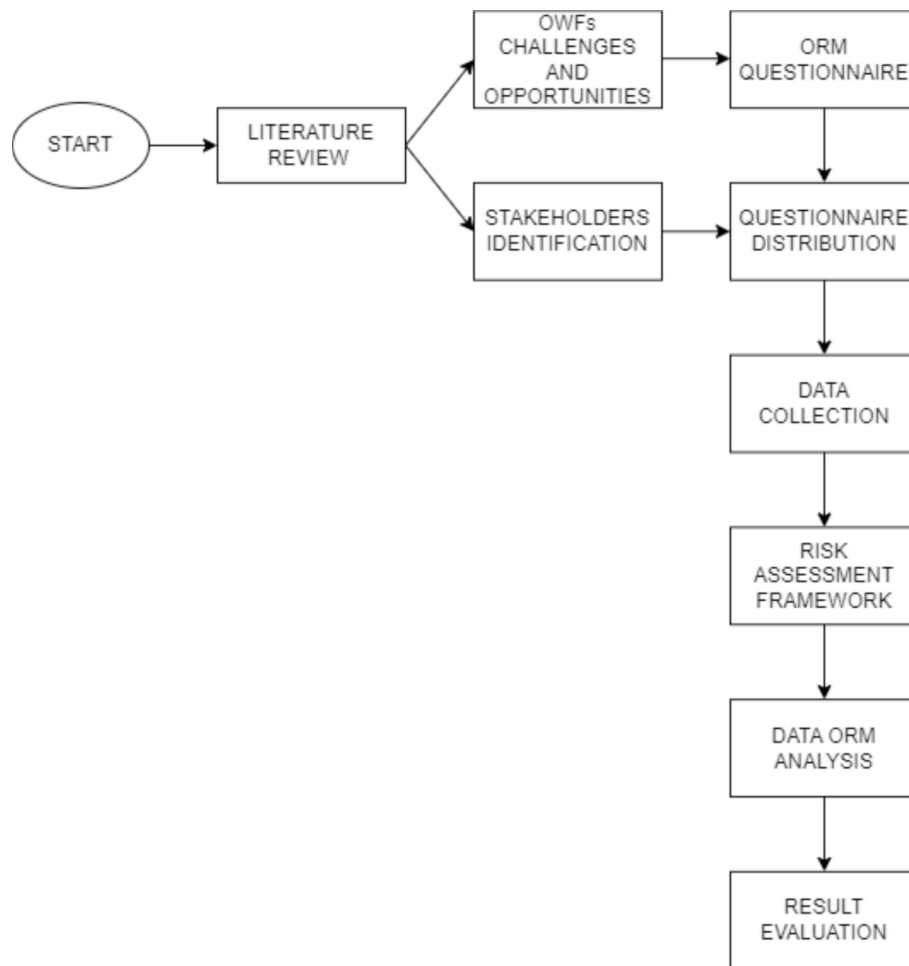 START
LITERATURE
REVIEW
OWFs
CHALLENGES
AND
OPPORTUNITIES
ORM
QUESTIONNAIRE
STAKEHOLDERS
IDENTIFICATION
QUESTIONNAIRE
DISTRIBUTION
DATA
COLLECTION
RISK
ASSESSMENT
FRAMEWORK
DATA ORM
ANALYSIS
RESULT
EVALUATION